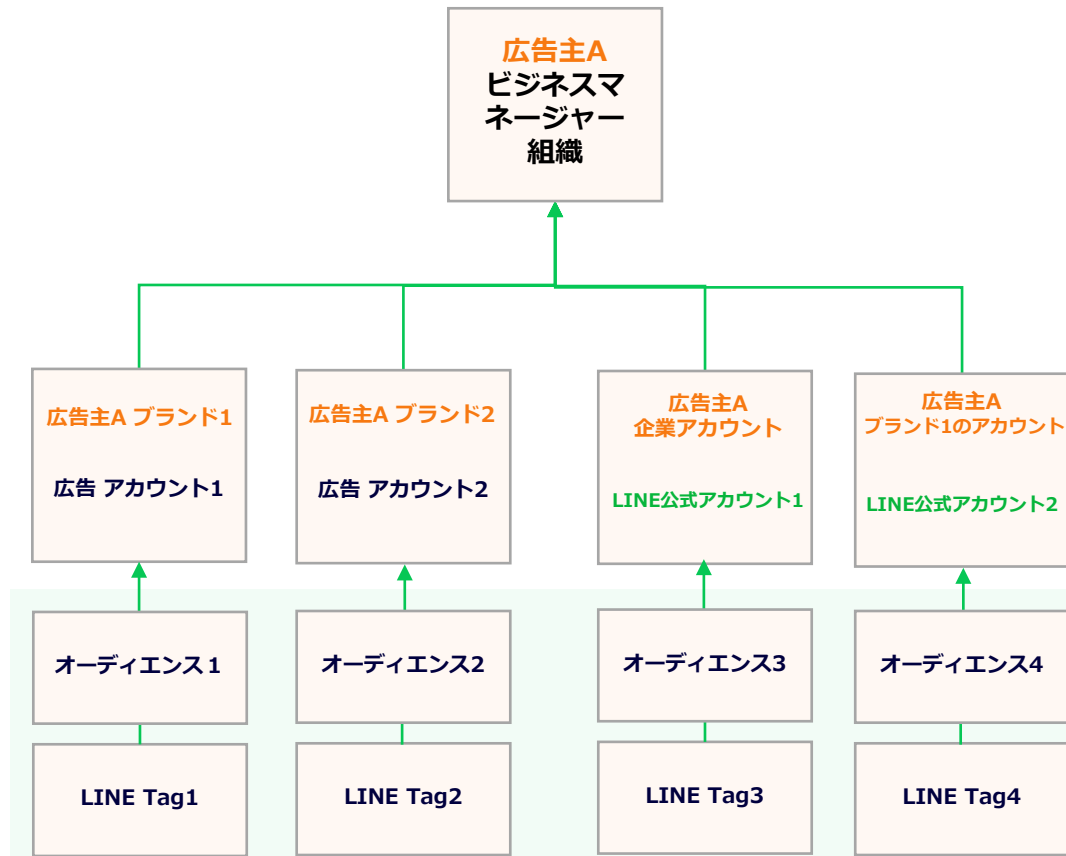 広告主A
ビジネスマ
ネージャー
組織
広告主A ブランド1
広告 アカウント1
広告主A ブランド2
広告 アカウント2
広告主A
企業アカウント
LINE公式アカウント1
広告主A
ブランド1のアカウント
LINE公式アカウント2
オーディエンス１
オーディエンス2
オーディエンス3
オーディエンス4
LINE Tag1
LINE Tag2
LINE Tag3
LINE Tag4